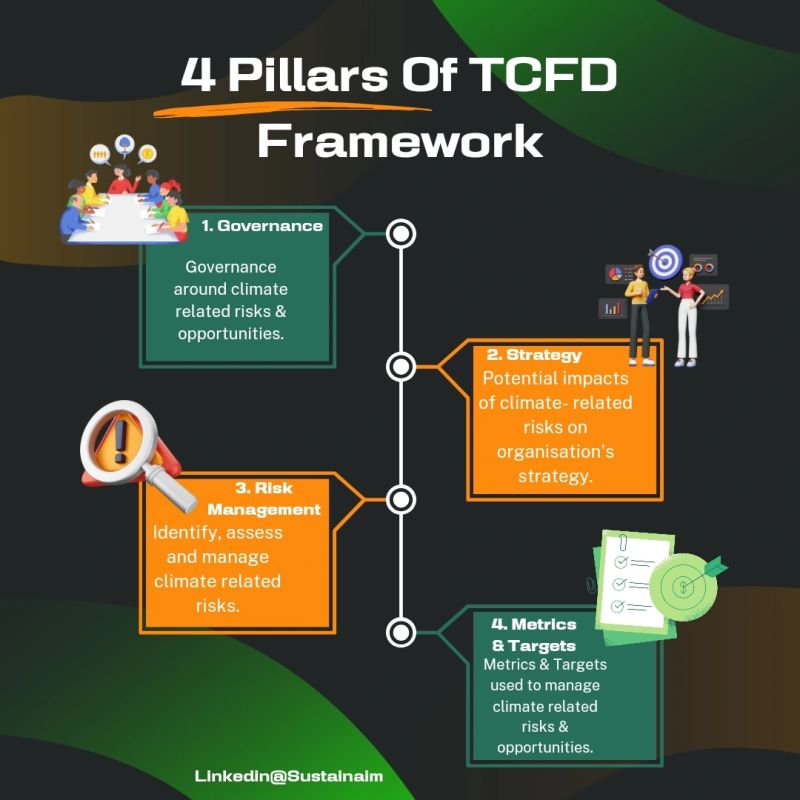 4 Pillars Of TCFD
Framework
1. Governance
Governance
around climate
related risks &
opportunities.
2. Strategy
Potential impacts
of climate- related
risks on
organisation's
strategy.
3. Risk
Management
Identify, assess
and manage
climate related
risks.
4. Metrics
& Targets
Metrics & Targets
used to manage
climate related
risks &
opportunities.
Linkedin@Sustainaim